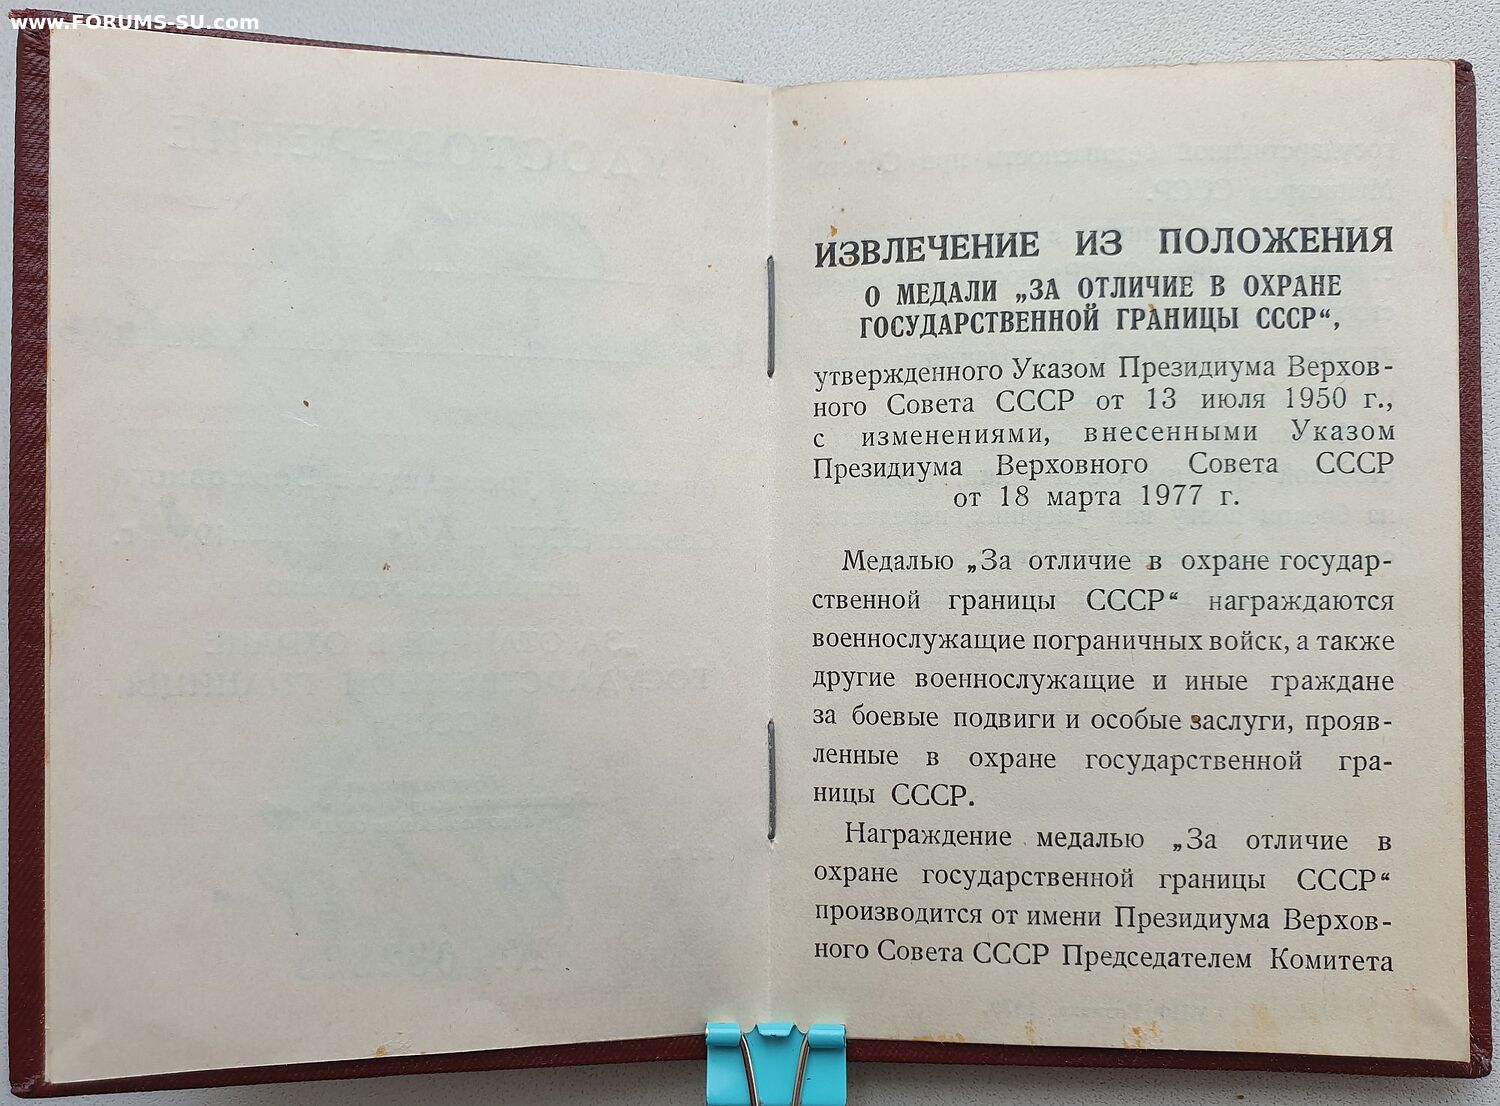 www.FORUMS-SU.com
ИЗВЛЕЧЕНИЕ ИЗ ПОЛОЖЕНИЯ
О МЕДАЛИ „ЗА ОТЛИЧИЕ В ОХРАНЕ
ГОСУДАРСТВЕННОЙ ГРАНИЦЫ СССР“,
утвержденного Указом Президиума Верхов-
ного Совета СССР от 13 июля 1950 г.,
с изменениями, внесенными Указом
Президиума Верховного Совета СССР
от 18 марта 1977 г.
Медалью „За отличие в охране государ-
ственной границы СССР“ награждаются
военнослужащие пограничных войск, а также
другие военнослужащие и иные граждане
за боевые подвиги и особые заслуги, прояв-
ленные в охране государственной гра-
ницы СССР.
Награждение медалью „За отличие в
охране государственной границы СССР“
производится от имени Президиума Верхов-
ного Совета СССР Председателем Комитета